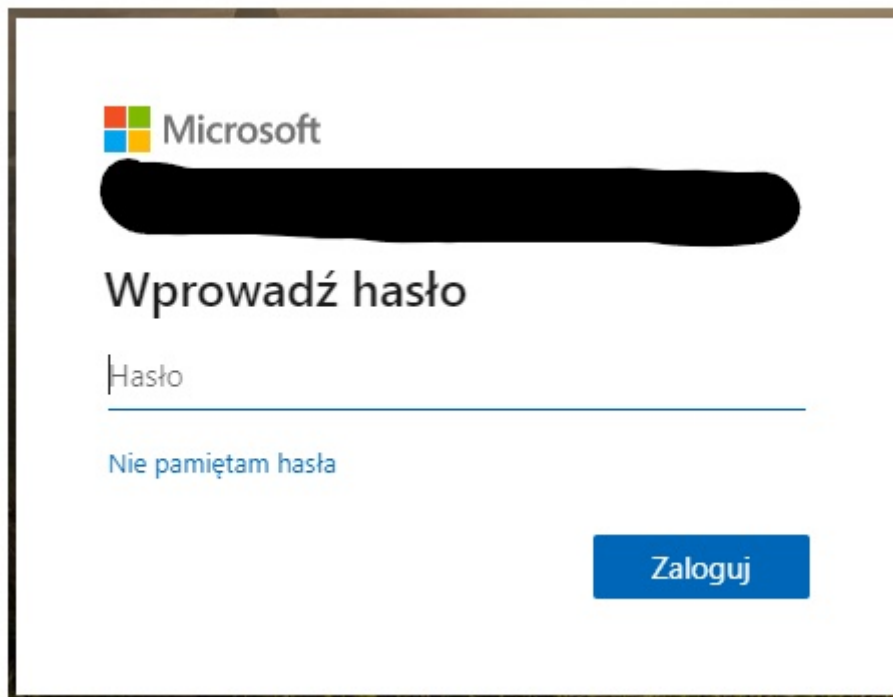 Microsoft
Wprowadź hasło
Hasło
Nie pamiętam hasła
Zaloguj